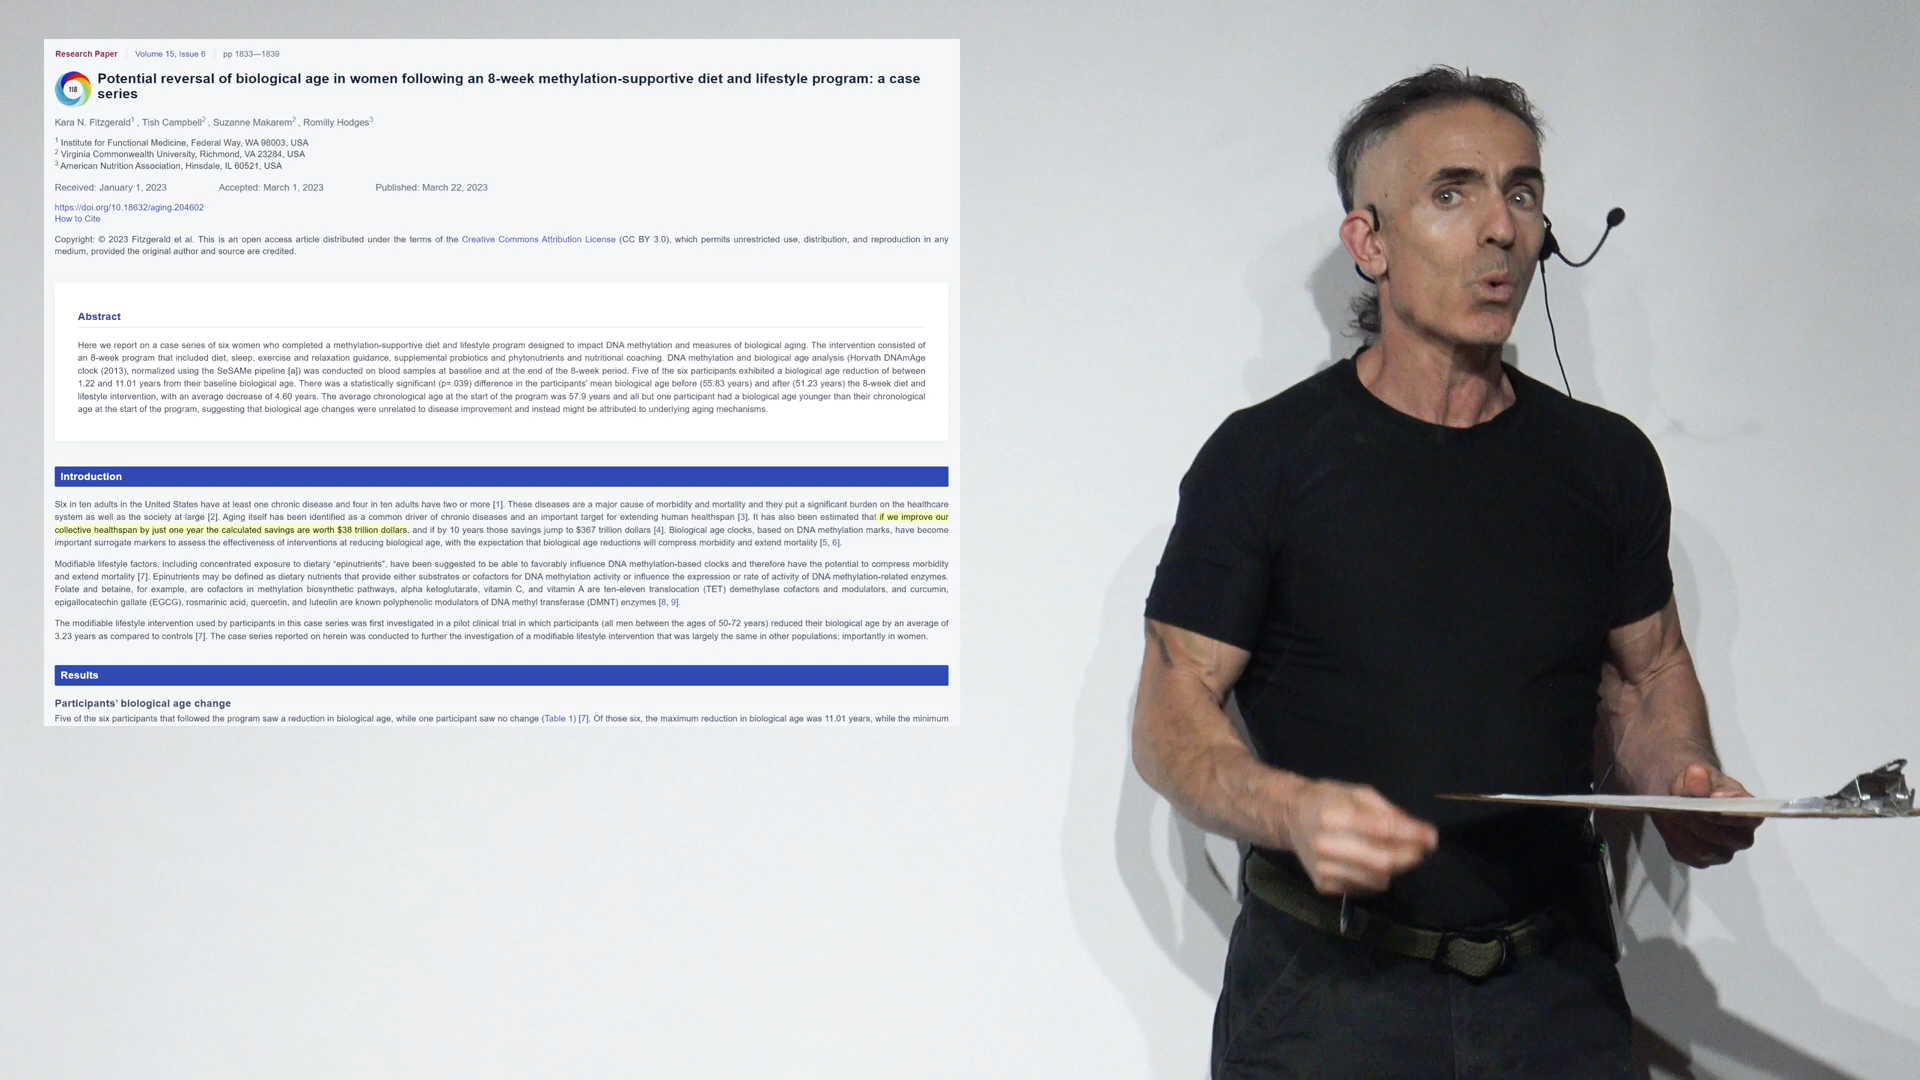 Research Paper Volume 15, Issue 6 pp 1833—1839
118
Potential reversal of biological age in women following an 8-week methylation-supportive diet and lifestyle program: a case
series
Kara N. Fitzgerald1 , Tish Campbell2 , Suzanne Makarem2 , Romilly Hodges3
1 Institute for Functional Medicine, Federal Way, WA 98003, USA
2 Virginia Commonwealth University, Richmond, VA 23284, USA
3 American Nutrition Association, Hinsdale, IL 60521, USA
Received: January 1, 2023 Accepted: March 1, 2023 Published: March 22, 2023
https://doi.org/10.18632/aging.204602
How to Cite
Copyright: © 2023 Fitzgerald et al. This is an open access article distributed under the terms of the Creative Commons Attribution License (CC BY 3.0), which permits unrestricted use, distribution, and reproduction in any
medium, provided the original author and source are credited.
Abstract
Here we report on a case series of six women who completed a methylation-supportive diet and lifestyle program designed to impact DNA methylation and measures of biological aging. The intervention consisted of
an 8-week program that included diet, sleep, exercise and relaxation guidance, supplemental probiotics and phytonutrients and nutritional coaching. DNA methylation and biological age analysis (Horvath DNAmAge
clock (2013), normalized using the SeSAMe pipeline [a]) was conducted on blood samples at baseline and at the end of the 8-week period. Five of the six participants exhibited a biological age reduction of between
1.22 and 11.01 years from their baseline biological age. There was a statistically significant (p=.039) difference in the participants' mean biological age before (55.83 years) and after (51.23 years) the 8-week diet and
lifestyle intervention, with an average decrease of 4.60 years. The average chronological age at the start of the program was 57.9 years and all but one participant had a biological age younger than their chronological
age at the start of the program, suggesting that biological age changes were unrelated to disease improvement and instead might be attributed to underlying aging mechanisms.
Introduction
Six in ten adults in the United States have at least one chronic disease and four in ten adults have two or more [1]. These diseases are a major cause of morbidity and mortality and they put a significant burden on the healthcare
system as well as the society at large [2]. Aging itself has been identified as a common driver of chronic diseases and an important target for extending human healthspan [3]. It has also been estimated that if we improve our
collective healthspan by just one year the calculated savings are worth $38 trillion dollars, and if by 10 years those savings jump to $367 trillion dollars [4]. Biological age clocks, based on DNA methylation marks, have become
important surrogate markers to assess the effectiveness of interventions at reducing biological age, with the expectation that biological age reductions will compress morbidity and extend mortality [5, 6].
Modifiable lifestyle factors, including concentrated exposure to dietary “epinutrients”, have been suggested to be able to favorably influence DNA methylation-based clocks and therefore have the potential to compress morbidity
and extend mortality [7]. Epinutrients may be defined as dietary nutrients that provide either substrates or cofactors for DNA methylation activity or influence the expression or rate of activity of DNA methylation-related enzymes.
Folate and betaine, for example, are cofactors in methylation biosynthetic pathways, alpha ketoglutarate, vitamin C, and vitamin A are ten-eleven translocation (TET) demethylase cofactors and modulators, and curcumin,
epigallocatechin gallate (EGCG), rosmarinic acid, quercetin, and luteolin are known polyphenolic modulators of DNA methyl transferase (DMNT) enzymes [8, 9].
The modifiable lifestyle intervention used by participants in this case series was first investigated in a pilot clinical trial in which participants (all men between the ages of 50-72 years) reduced their biological age by an average of
3.23 years as compared to controls [7]. The case series reported on herein was conducted to further the investigation of a modifiable lifestyle intervention that was largely the same in other populations; importantly in women.
Results
Participants’ biological age change
Five of the six participants that followed the program saw a reduction in biological age, while one participant saw no change (Table 1) [7]. Of those six, the maximum reduction in biological age was 11.01 years, while the minimum